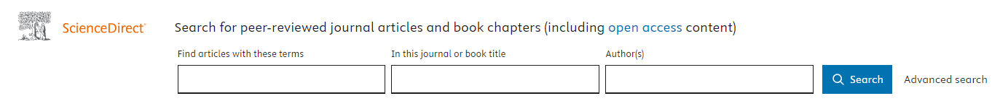 ScienceDirect®
Search for peer-reviewed journal articles and book chapters (including open access content)
Find articles with these terms
In this journal or book title
Author(s)
Search
Advanced search